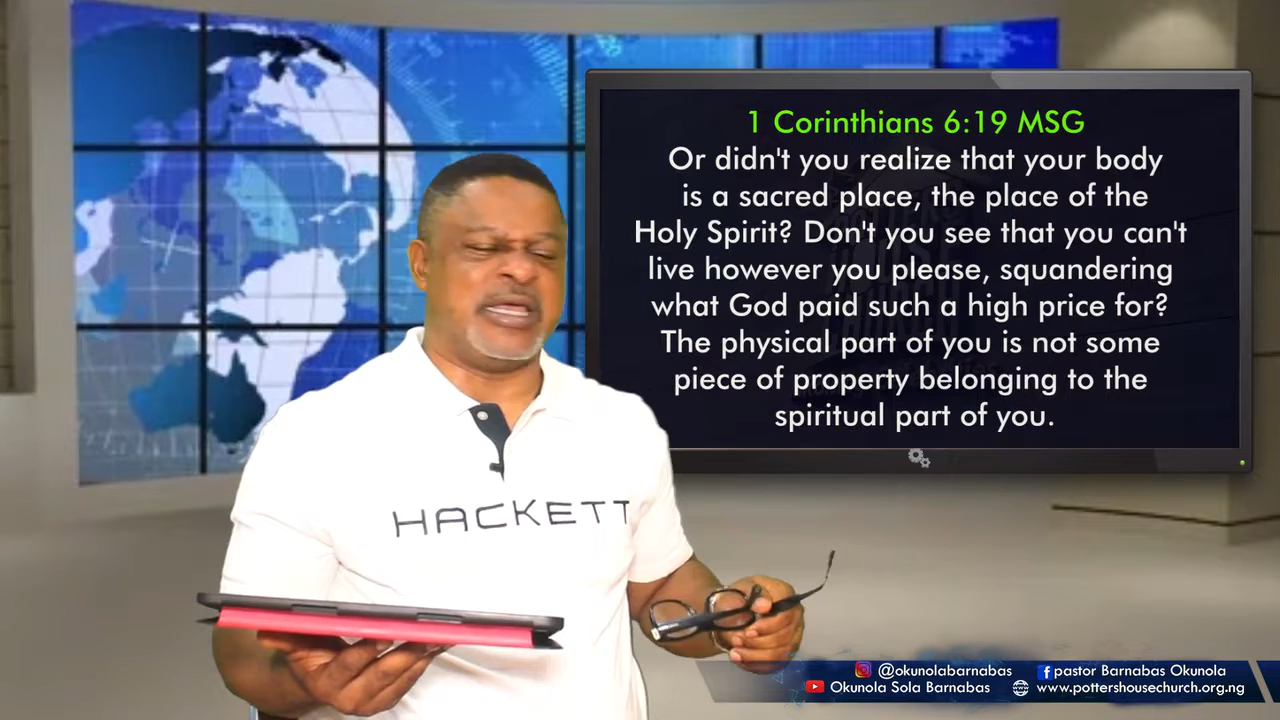 1 Corinthians 6:19 MSG
Or didn't you realize that your body
is a sacred place, the place of the
Holy Spirit? Don't you see that you can't
live however you please, squandering
what God paid such a high price for?
The physical part of you is not some
piece of property belonging to the
spiritual part of you.
HACKETT
@okunolabarnabas
pastor Barnabas Okunola
Okunola Sola Barnabas
www.pottershousechurch.org.ng